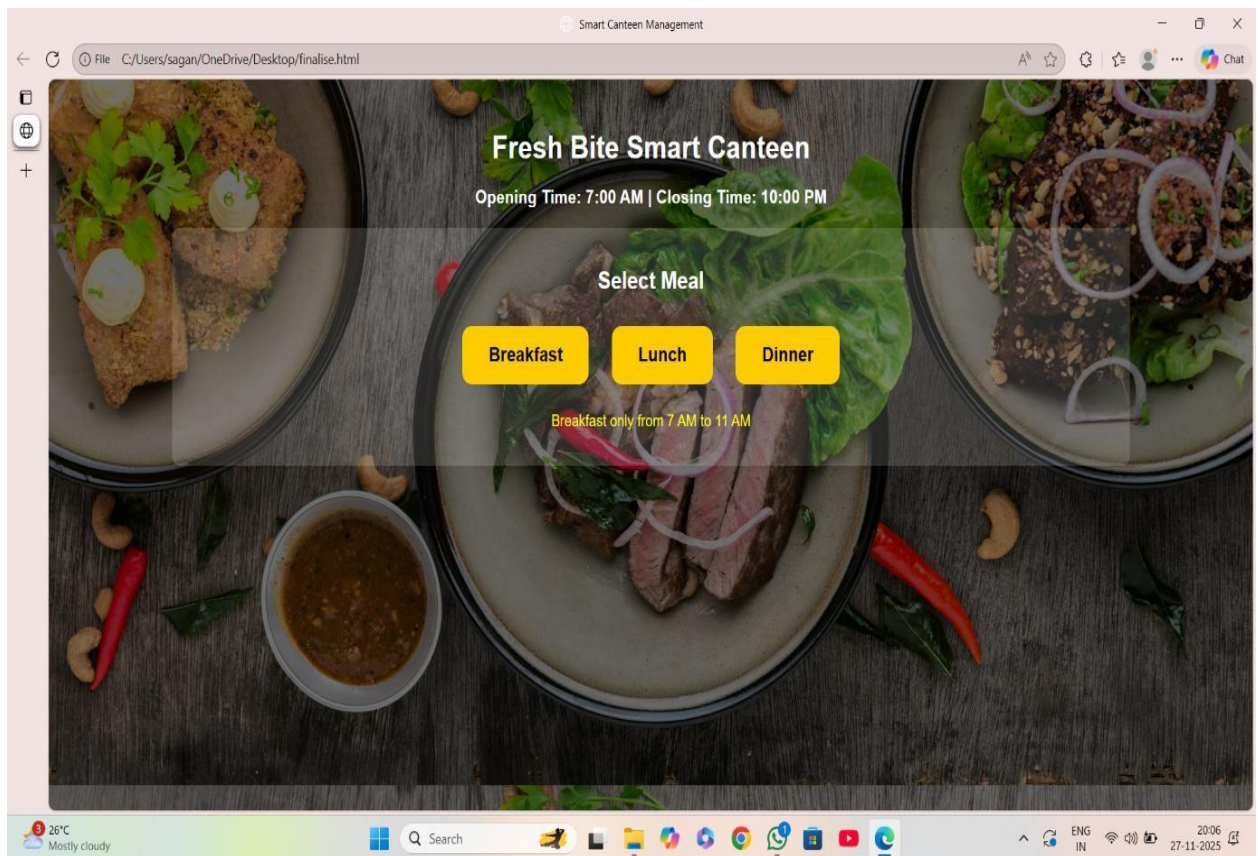 Smart Canteen Management
File C:/Users/sagan/OneDrive/Desktop/finalise.html
Chat
Fresh Bite Smart Canteen
Opening Time: 7:00 AM | Closing Time: 10:00 PM
Select Meal
Breakfast Lunch Dinner
Breakfast only from 7 AM to 11 AM
3 26°C
Mostly cloudy
Search
ENG
IN
20:06
27-11-2025